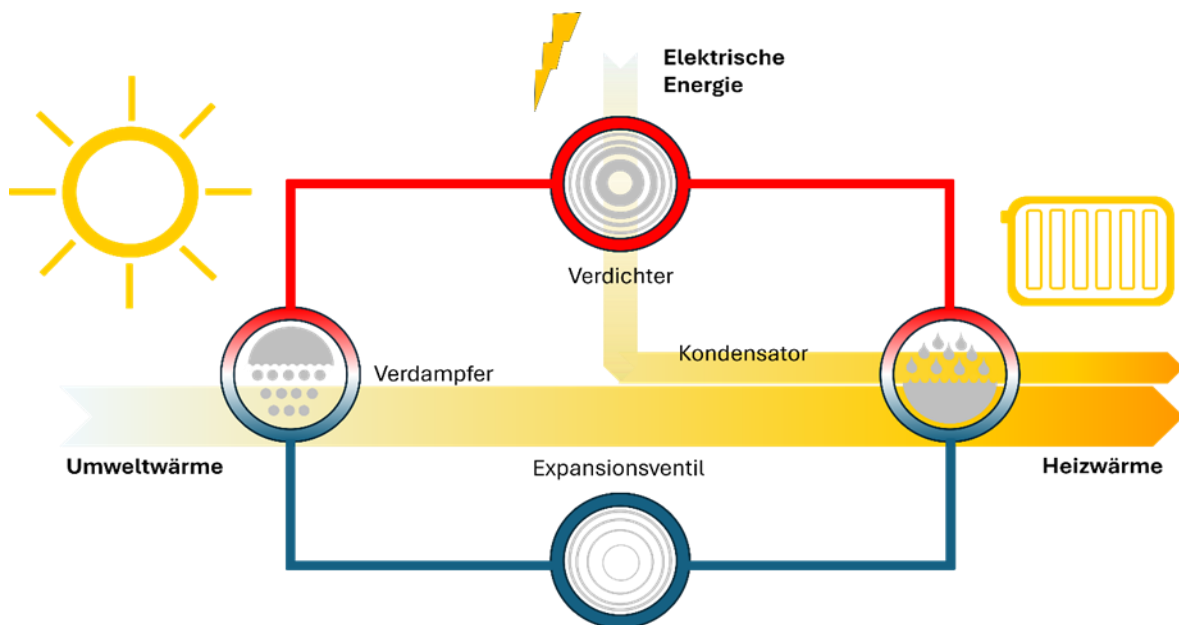 Elektrische
Energie
Verdichter
Kondensator
Verdampfer
Umweltwärme
Expansionsventil
Heizwärme